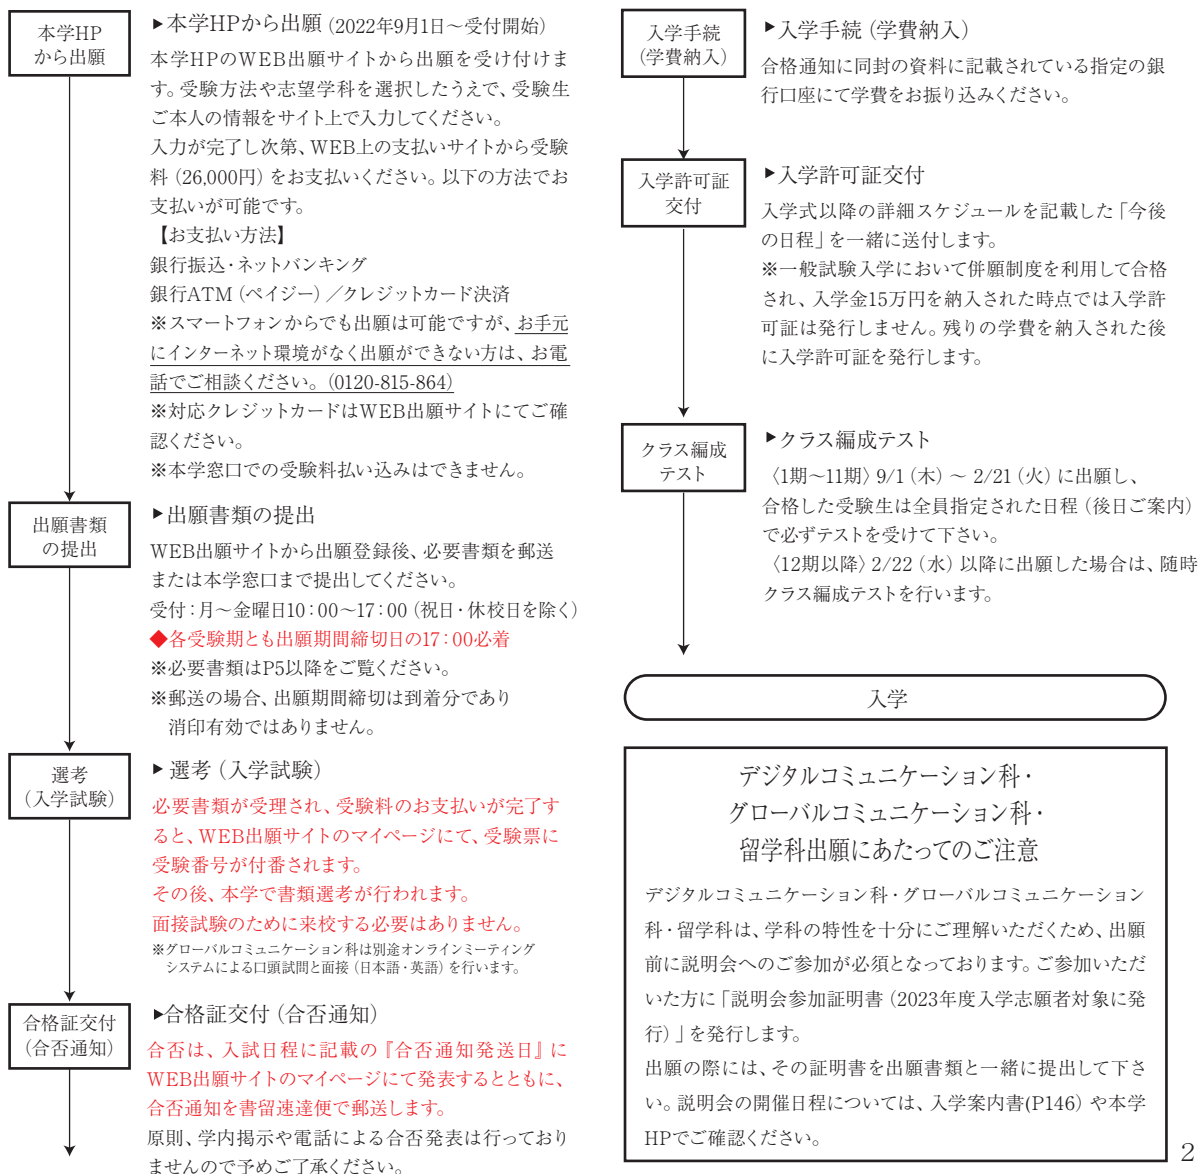 本学HP
から出願
▶本学HPから出願（2022年9月1日～受付開始）
本学HPのWEB出願サイトから出願を受け付けま
す。受験方法や志望学科を選択したうえで、受験生
ご本人の情報をサイト上で入力してください。
入力が完了し次第、WEB上の支払いサイトから受験
料（26,000円）をお支払いください。以下の方法でお
支払いが可能です。
【お支払い方法】
銀行振込・ネットバンキング
銀行ATM（ペイジー）／クレジットカード決済
※スマートフォンからでも出願は可能ですが、お手元
にインターネット環境がなく出願ができない方は、お電
話でご相談ください。（0120-815-864）
※対応クレジットカードはWEB出願サイトにてご確
認ください。
※本学窓口での受験料払い込みはできません。
出願書類
の提出
▶出願書類の提出
WEB出願サイトから出願登録後、必要書類を郵送
または本学窓口まで提出してください。
受付：月～金曜日10：00～17：00（祝日・休校日を除く）
◆各受験期とも出願期間締切日の17：00必着
※必要書類はP5以降をご覧ください。
※郵送の場合、出願期間締切は到着分であり
消印有効ではありません。
選考
（入学試験）
▶選考（入学試験）
必要書類が受理され、受験料のお支払いが完了す
ると、WEB出願サイトのマイページにて、受験票に
受験番号が付番されます。
その後、本学で書類選考が行われます。
面接試験のために来校する必要はありません。
※グローバルコミュニケーション科は別途オンラインミーティング
システムによる口頭試問と面接（日本語・英語）を行います。
合格証交付
（合否通知）
▶合格証交付（合否通知）
合否は、入試日程に記載の『合否通知発送日』に
WEB出願サイトのマイページにて発表するとともに、
合否通知を書留速達便で郵送します。
原則、学内掲示や電話による合否発表は行っており
ませんので予めご了承ください。
入学手続
（学費納入）
▶入学手続（学費納入）
合格通知に同封の資料に記載されている指定の銀
行口座にて学費をお振り込みください。
入学許可証
交付
▶入学許可証交付
入学式以降の詳細スケジュールを記載した「今後
の日程」を一緒に送付します。
※一般試験入学において併願制度を利用して合格
され、入学金15万円を納入された時点では入学許
可証は発行しません。残りの学費を納入された後
に入学許可証を発行します。
クラス編成
テスト
▶クラス編成テスト
〈1期～11期〉9/1（木）～ 2/21（火）に出願し、
合格した受験生は全員指定された日程（後日ご案内）
で必ずテストを受けて下さい。
〈12期以降〉2/22（水）以降に出願した場合は、随時
クラス編成テストを行います。
入学
デジタルコミュニケーション科・
グローバルコミュニケーション科・
留学科出願にあたってのご注意
デジタルコミュニケーション科・グローバルコミュニケーション
科・留学科は、学科の特性を十分にご理解いただくため、出願
前に説明会へのご参加が必須となっております。ご参加いただ
いた方に「説明会参加証明書（2023年度入学志願者対象に発
行）」を発行します。
出願の際には、その証明書を出願書類と一緒に提出して下さ
い。説明会の開催日程については、入学案内書(P146）や本学
HPでご確認ください。
2